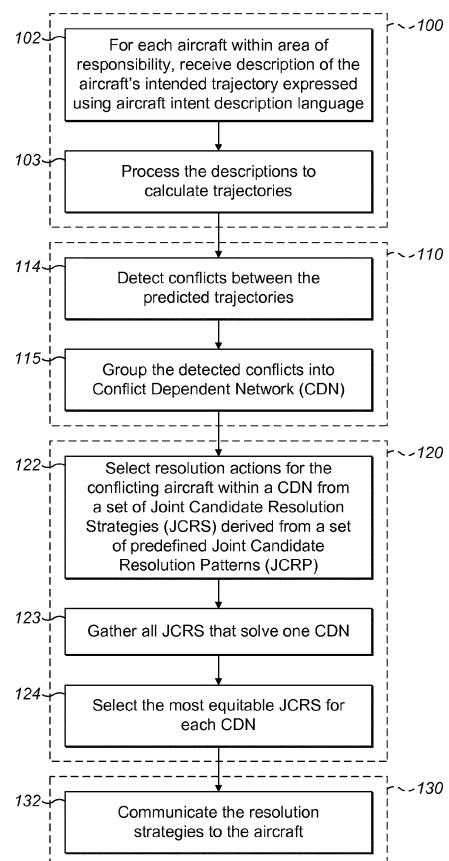 100
102
For each aircraft within area of
responsibility, receive description of the
aircraft's intended trajectory expressed
using aircraft intent description language
103
Process the descriptions to
calculate trajectories
110
114
Detect conflicts between the
predicted trajectories
115
Group the detected conflicts into
Conflict Dependent Network (CDN)
120
122
Select resolution actions for the
conflicting aircraft within a CDN from
a set of Joint Candidate Resolution
Strategies (JCRS) derived from a set
of predefined Joint Candidate
Resolution Patterns (JCRP)
123
Gather all JCRS that solve one CDN
124
Select the most equitable JCRS for
each CDN
130
132
Communicate the resolution
strategies to the aircraft